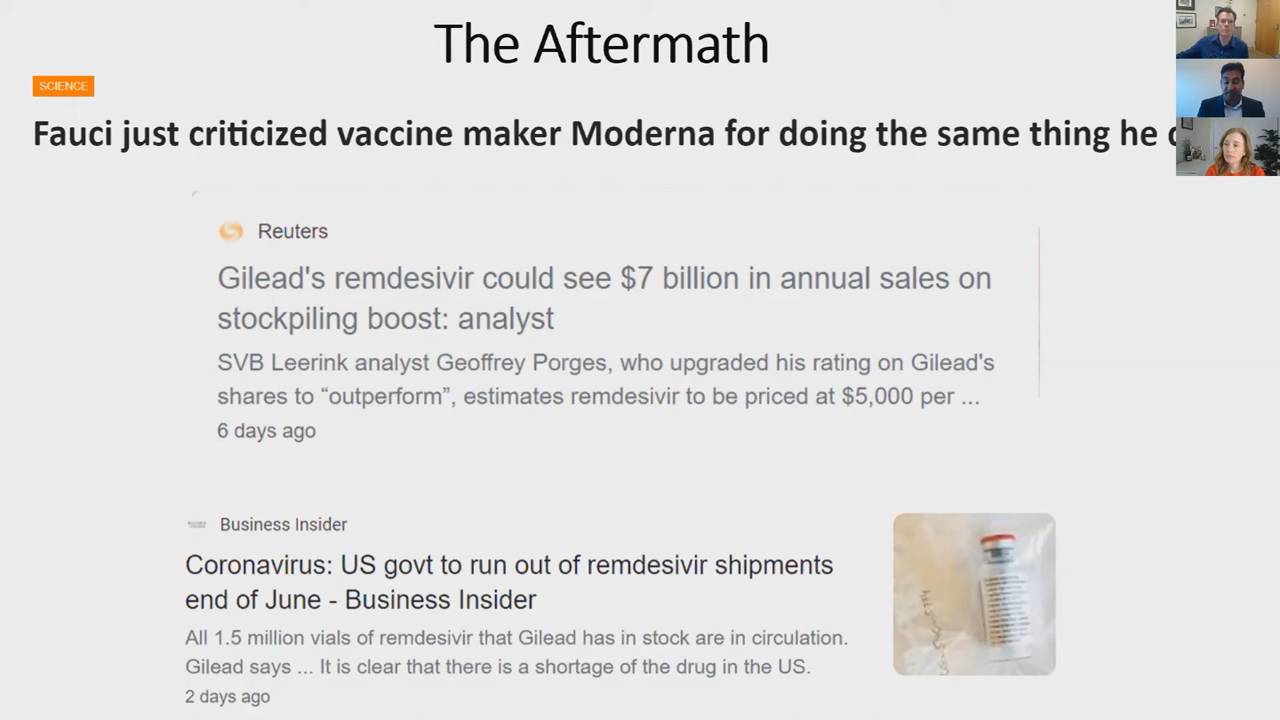 The Aftermath
SCIENCE
Fauci just criticized vaccine maker Moderna for doing the same thing he
Reuters
Gilead's remdesivir could see $7 billion in annual sales on
stockpiling boost: analyst
SVB Leerink analyst Geoffrey Porges, who upgraded his rating on Gilead's
shares to “outperform”, estimates remdesivir to be priced at $5,000 per ...
6 days ago
Business Insider
Coronavirus: US govt to run out of remdesivir shipments
end of June - Business Insider
All 1.5 million vials of remdesivir that Gilead has in stock are in circulation.
Gilead says ... It is clear that there is a shortage of the drug in the US.
2 days ago